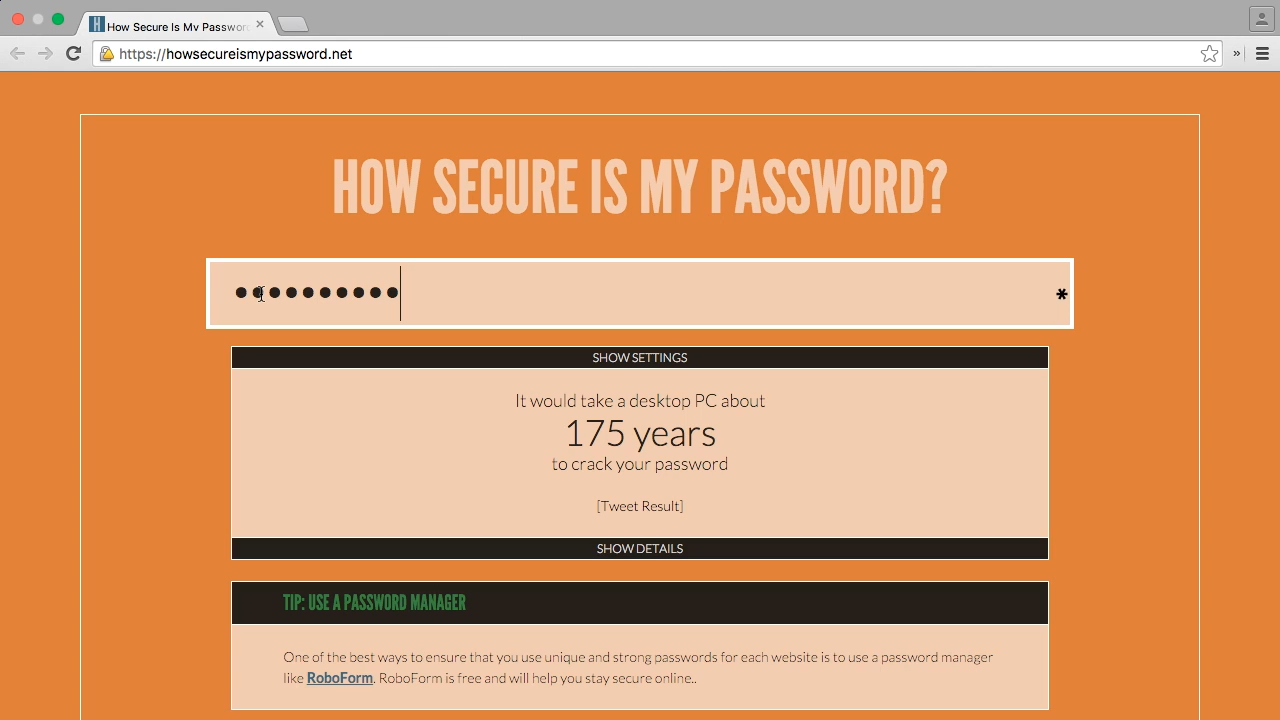 How Secure Is My Passwor
https://howsecureismypassword.net
HOW SECURE IS MY PASSWORD?
••••••••••
*
SHOW SETTINGS
It would take a desktop PC about
175 years
to crack your password
[Tweet Result]
SHOW DETAILS
TIP: USE A PASSWORD MANAGER
One of the best ways to ensure that you use unique and strong passwords for each website is to use a password manager
like RoboForm. RoboForm is free and will help you stay secure online..